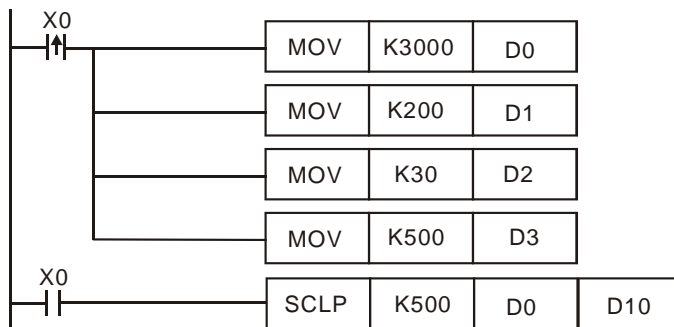 X0
MOV K3000 D0
MOV K200 D1
MOV K30 D2
MOV K500 D3
X0
SCLP K500 D0 D10